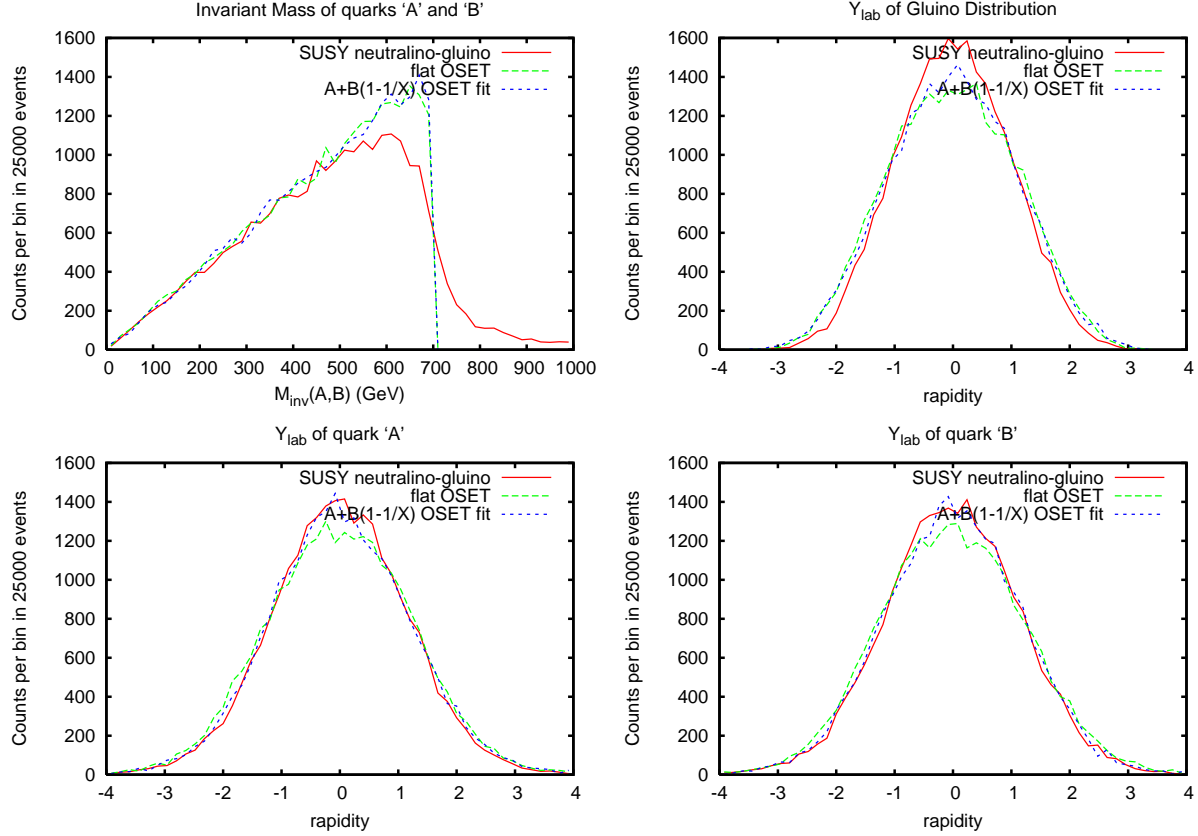 Invariant Mass of quarks ‘A’ and ‘B’
Counts per bin in 25000 events
1600
1400
1200
1000
800
600
400
200
0
SUSY neutralino-gluino
flat OSET
A+B(1-1/X) OSET fit
0 100 200 300 400 500 600 700 800 900 1000
M_inv(A,B) (GeV)
Y_lab of Gluino Distribution
Counts per bin in 25000 events
1600
1400
1200
1000
800
600
400
200
0
SUSY neutralino-gluino
flat OSET
A+B(1-1/X) OSET fit
-4 -3 -2 -1 0 1 2 3 4
rapidity
Y_lab of quark ‘A’
Counts per bin in 25000 events
1600
1400
1200
1000
800
600
400
200
0
SUSY neutralino-gluino
flat OSET
A+B(1-1/X) OSET fit
-4 -3 -2 -1 0 1 2 3 4
rapidity
Y_lab of quark ‘B’
Counts per bin in 25000 events
1600
1400
1200
1000
800
600
400
200
0
SUSY neutralino-gluino
flat OSET
A+B(1-1/X) OSET fit
-4 -3 -2 -1 0 1 2 3 4
rapidity